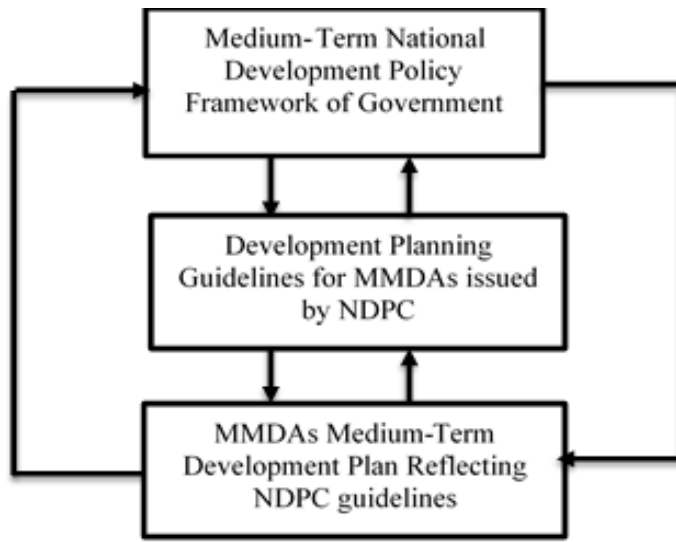 Medium-Term National
Development Policy
Framework of Government
Development Planning
Guidelines for MMDAs issued
by NDPC
MMDAs Medium-Term
Development Plan Reflecting
NDPC guidelines